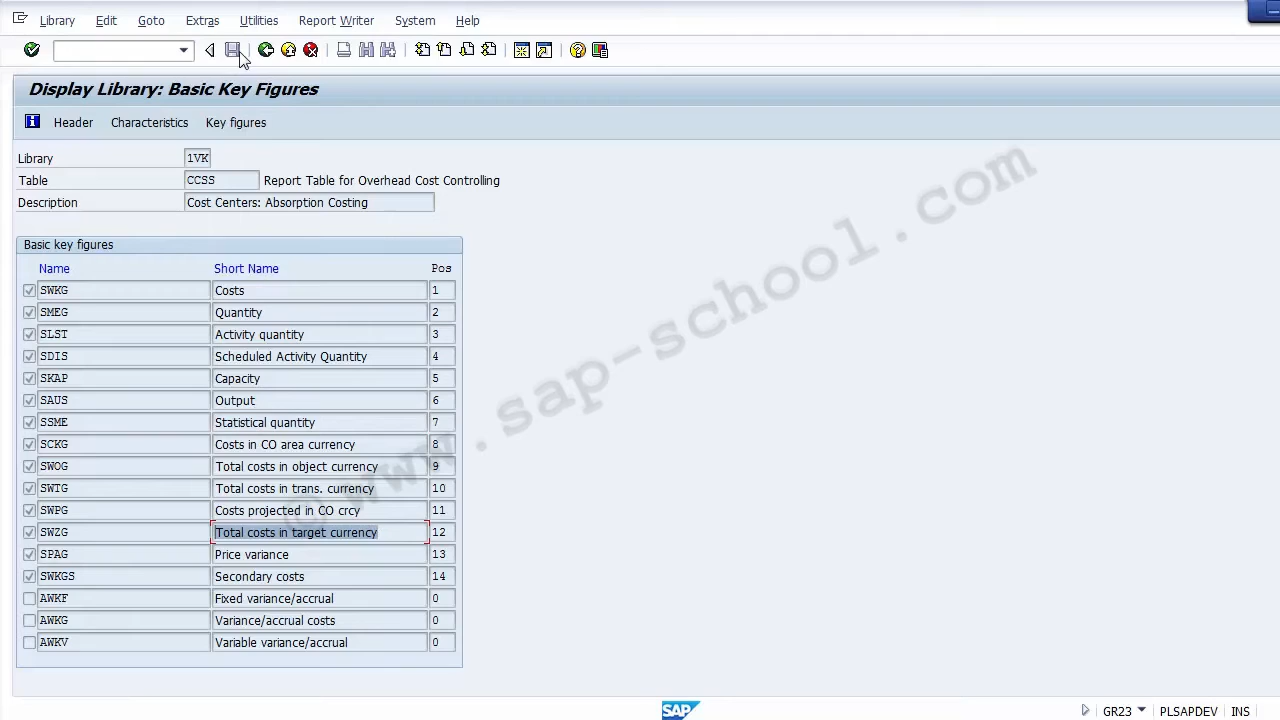 Library Edit Goto Extras Utilities Report Writer System Help
Display Library: Basic Key Figures
Header Characteristics Key figures
Library 1VK
Table CCSS Report Table for Overhead Cost Controlling
Description Cost Centers: Absorption Costing
Basic key figures
Name Short Name Pos
SWKG Costs 1
SMEG Quantity 2
SLST Activity quantity 3
SDIS Scheduled Activity Quantity 4
SKAP Capacity 5
SAUS Output 6
SSME Statistical quantity 7
SCKG Costs in CO area currency 8
SWOG Total costs in object currency 9
SWTG Total costs in trans. currency 10
SWPG Costs projected in CO crcy 11
SWZG Total costs in target currency 12
SPAG Price variance 13
SWKGS Secondary costs 14
AWKF Fixed variance/accrual 0
AWKG Variance/accrual costs 0
AWKV Variable variance/accrual 0
© www.sap-school.com
SAP GR23 PLSAPDEV INS